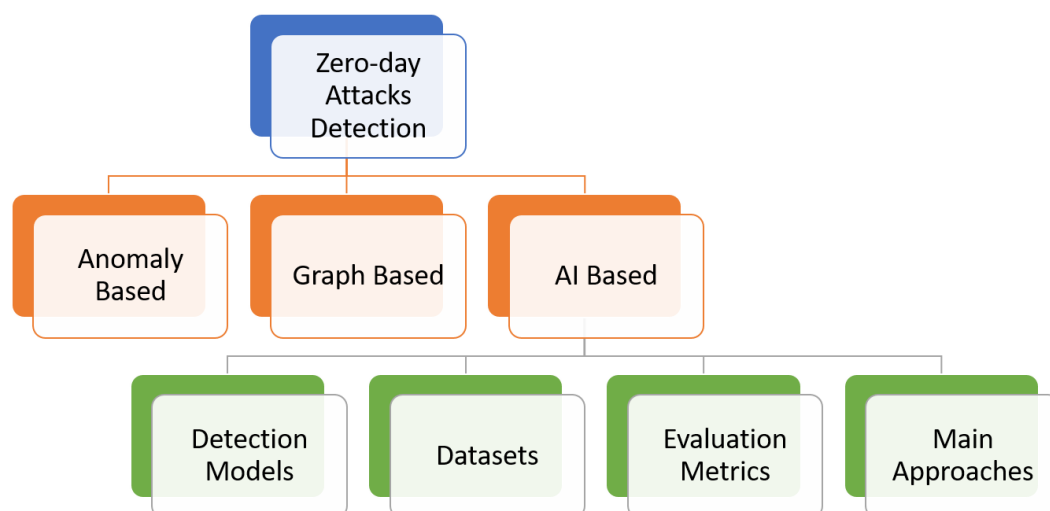 Zero-day
Attacks
Detection
Anomaly
Based
Graph Based
AI Based
Detection
Models
Datasets
Evaluation
Metrics
Main
Approaches